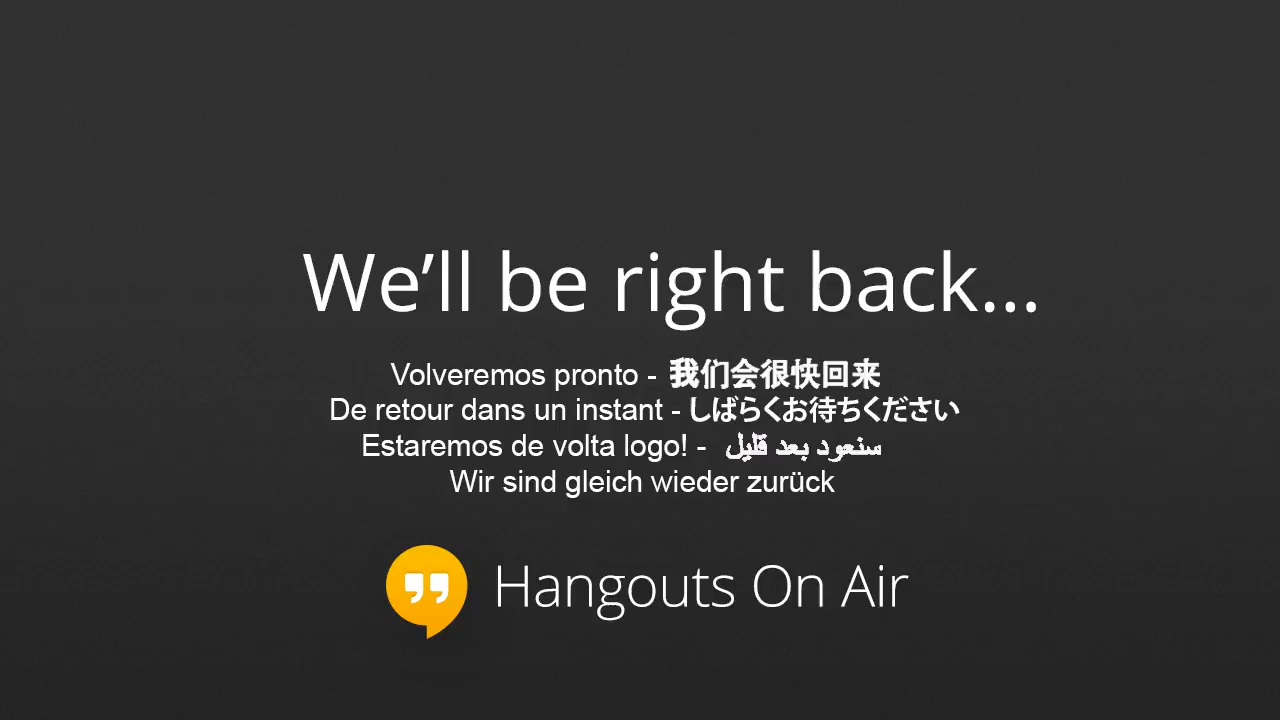 We’ll be right back...
Volveremos pronto - 我们会很快回来
De retour dans un instant - しばらくお待ちください
Estaremos de volta logo! - سنعود بعد قليل
Wir sind gleich wieder zurück
Hangouts On Air